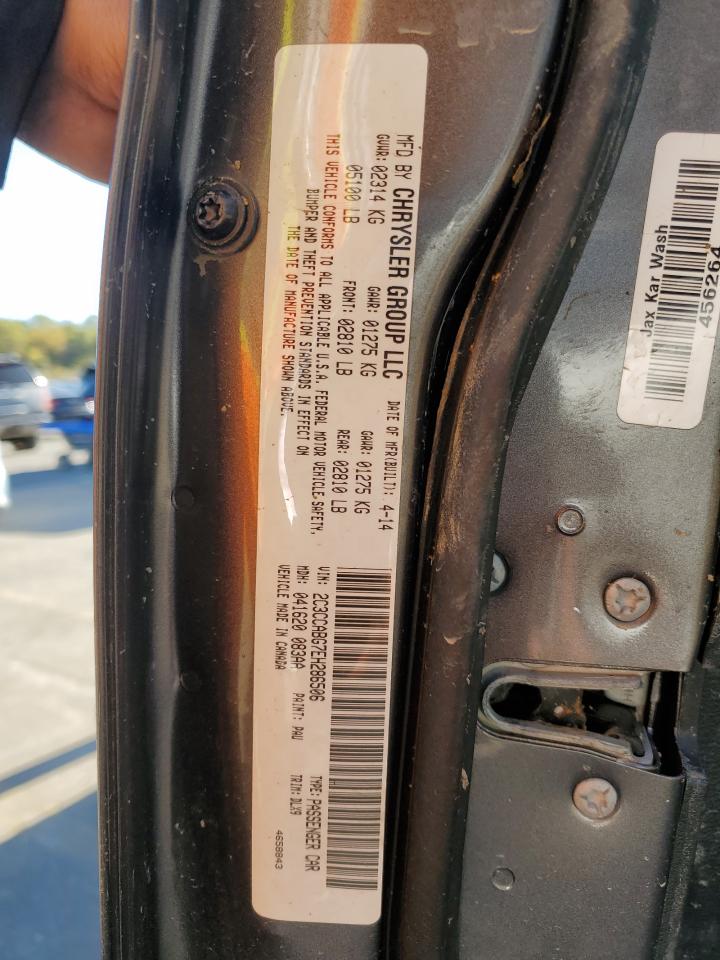 MFD BY CHRYSLER GROUP LLC DATE OF MFR(BUILT): 4-14
GVWR: 02314 KG GAWR: 01275 KG GAWR: 01275 KG
05100 LB FRONT: 02810 LB REAR: 02810 LB
THIS VEHICLE CONFORMS TO ALL APPLICABLE U.S.A. FEDERAL MOTOR VEHICLE SAFETY,
BUMPER AND THEFT PREVENTION STANDARDS IN EFFECT ON
THE DATE OF MANUFACTURE SHOWN ABOVE.
VIN: 2C3CCABG7EH286506 TYPE: PASSENGER CAR
MDH: 041620 083AA PAINT: PAU TRIM: DLX9
VEHICLE MADE IN CANADA 4658843
Jax Kar Wash
456264